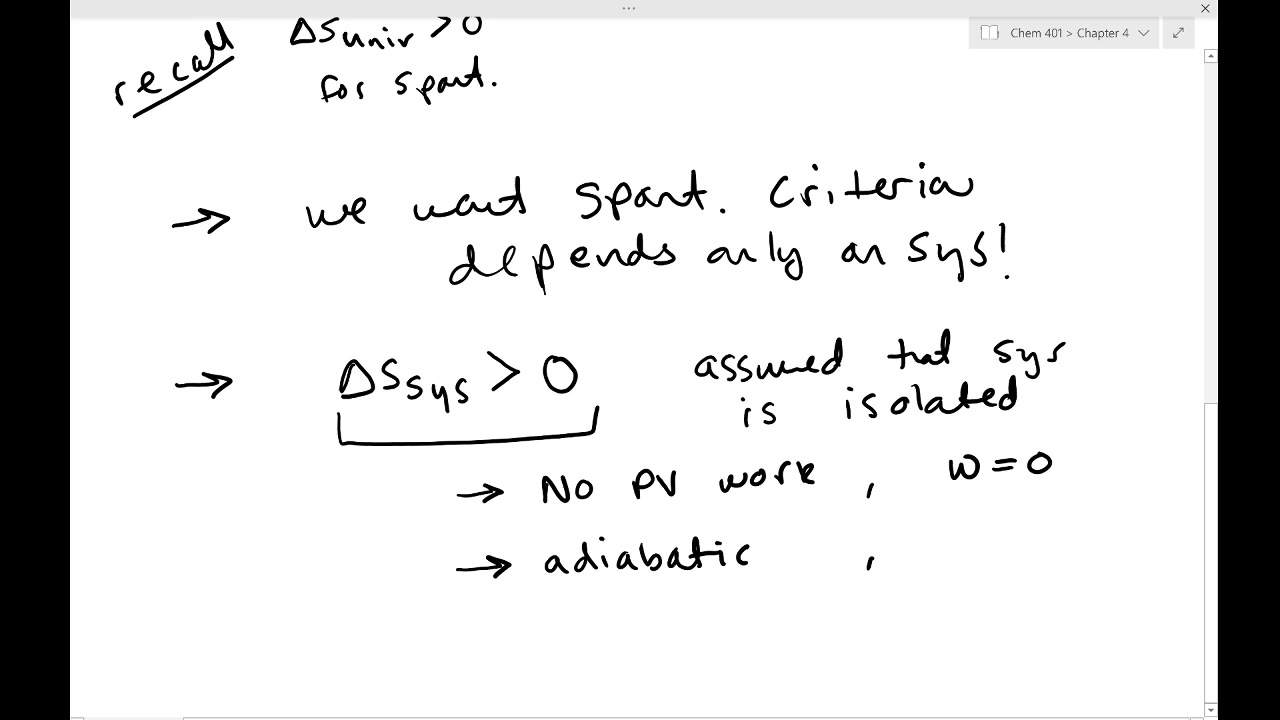 recall ΔSuniv > 0
for spont.
Chem 401 > Chapter 4
→ we want spont. criteria
depends only on sys!
→ ΔSsys > 0 assumed that sys
is isolated
→ No PV work , w = 0
→ adiabatic ,